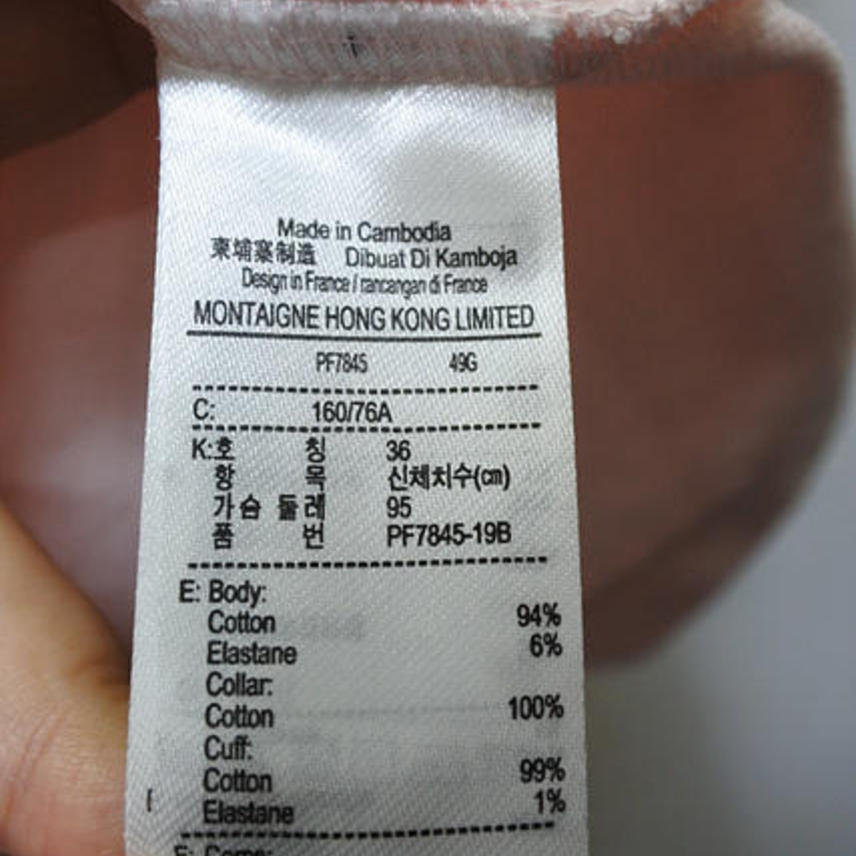 Made in Cambodia
柬埔寨制造 Dibuat Di Kamboja
Design in France / rancangan di France
MONTAIGNE HONG KONG LIMITED
PF7845 49G
C: 160/76A
K:호 칭 36
항 목 신체치수(㎝)
가슴 둘레 95
품 번 PF7845-19B
E: Body:
Cotton 94%
Elastane 6%
Collar:
Cotton 100%
Cuff:
Cotton 99%
Elastane 1%